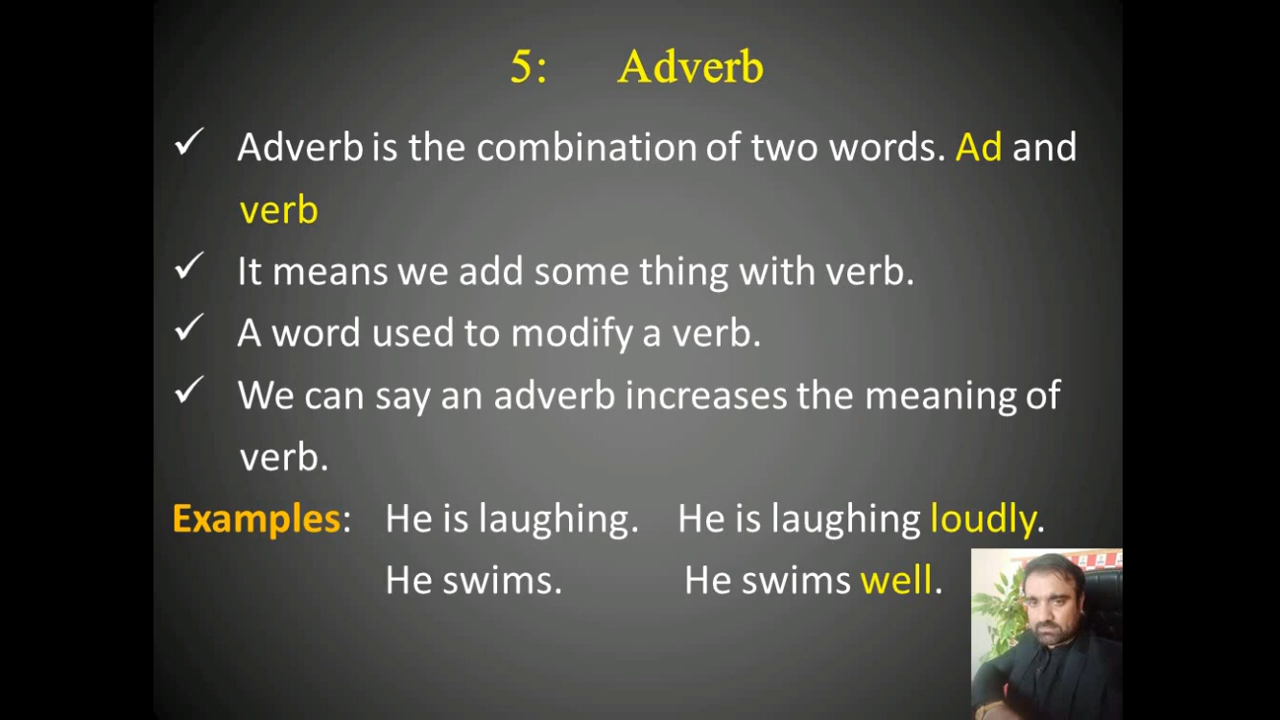 5: Adverb
✓ Adverb is the combination of two words. Ad and
verb
✓ It means we add some thing with verb.
✓ A word used to modify a verb.
✓ We can say an adverb increases the meaning of
verb.
Examples: He is laughing. He is laughing loudly.
He swims. He swims well.